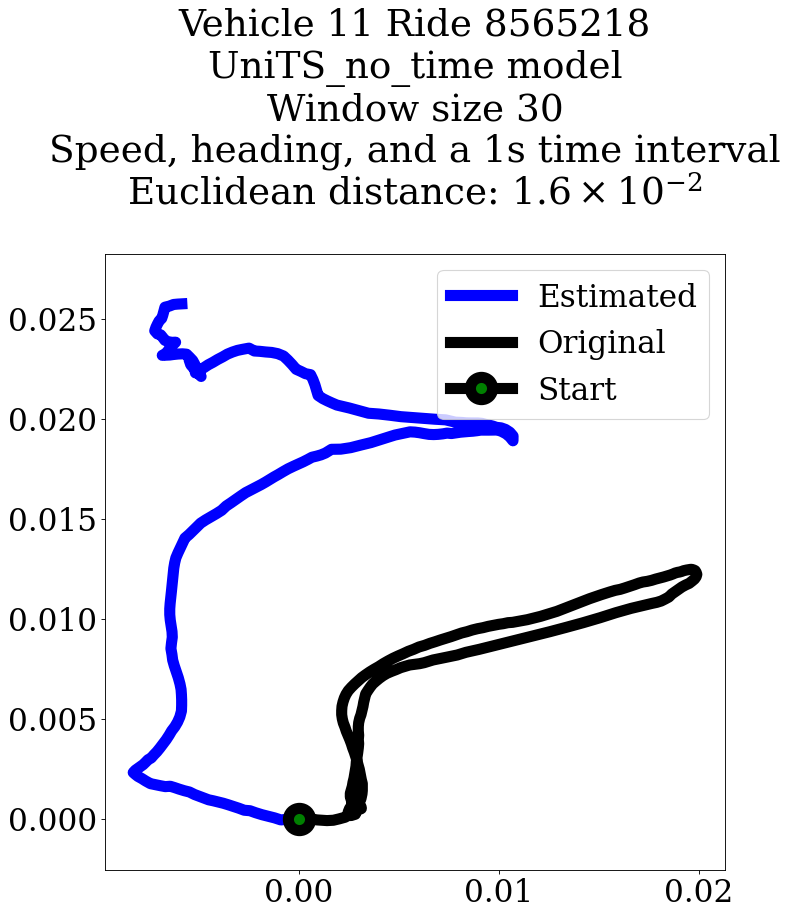 Vehicle 11 Ride 8565218
UniTS_no_time model
Window size 30
Speed, heading, and a 1s time interval
Euclidean distance: 1.6 × 10⁻²
Estimated
Original
Start
0.025
0.020
0.015
0.010
0.005
0.000
0.00 0.01 0.02